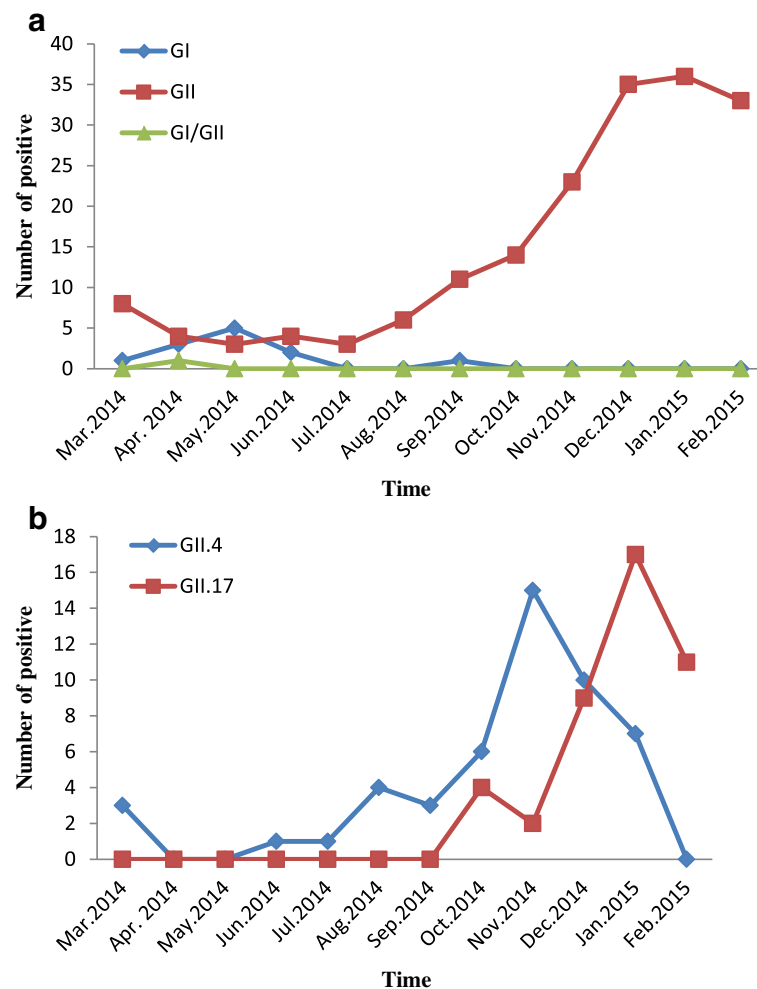 a
40
35
30
25
20
15
10
5
0
Number of positive
GI
GII
GI/GII
Mar.2014
Apr. 2014
May.2014
Jun.2014
Jul.2014
Aug.2014
Sep.2014
Oct.2014
Nov.2014
Dec.2014
Jan.2015
Feb.2015
Time
b
18
16
14
12
10
8
6
4
2
0
Number of positive
GII.4
GII.17
Mar.2014
Apr. 2014
May.2014
Jun.2014
Jul.2014
Aug.2014
Sep.2014
Oct.2014
Nov.2014
Dec.2014
Jan.2015
Feb.2015
Time